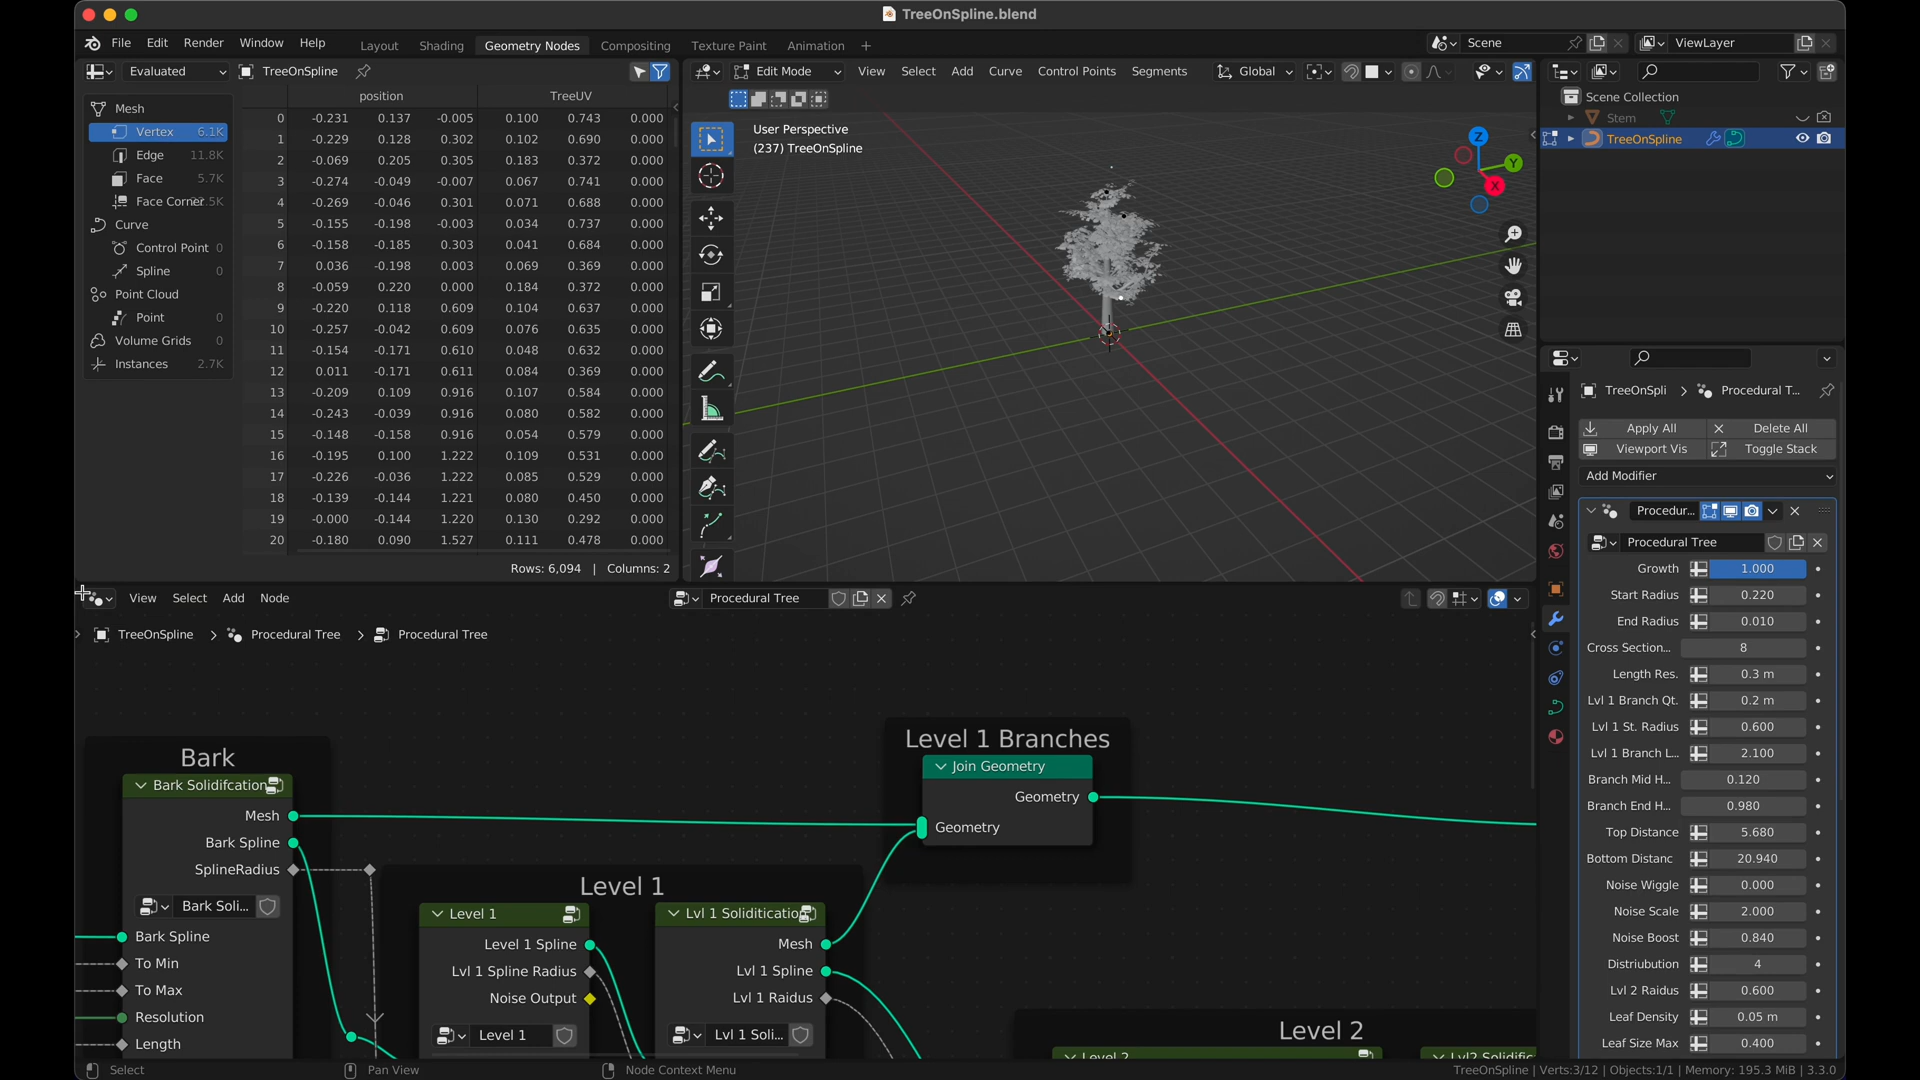 TreeOnSpline.blend
File Edit Render Window Help Layout Shading Geometry Nodes Compositing Texture Paint Animation + Scene ViewLayer
Evaluated TreeOnSpline
Edit Mode View Select Add Curve Control Points Segments Global
position TreeUV
Mesh
Vertex 6.1K
Edge 11.8K
Face 5.7K
Face Corner
Curve
Control Point 0
Spline 0
Point Cloud
Point 0
Volume Grids 0
Instances 2.7K
0 -0.231 0.137 -0.005 0.100 0.743 0.000
1 -0.229 0.128 0.302 0.102 0.690 0.000
2 -0.069 0.205 0.305 0.183 0.372 0.000
3 -0.274 -0.049 -0.007 0.067 0.741 0.000
4 -0.269 -0.046 0.301 0.071 0.688 0.000
5 -0.155 -0.198 -0.003 0.034 0.737 0.000
6 -0.158 -0.185 0.303 0.041 0.684 0.000
7 0.036 -0.198 0.003 0.069 0.369 0.000
8 -0.059 0.220 0.000 0.184 0.372 0.000
9 -0.220 0.118 0.609 0.104 0.637 0.000
10 -0.257 -0.042 0.609 0.076 0.635 0.000
11 -0.154 -0.171 0.610 0.048 0.632 0.000
12 0.011 -0.171 0.611 0.084 0.369 0.000
13 -0.209 0.109 0.916 0.107 0.584 0.000
14 -0.243 -0.039 0.916 0.080 0.582 0.000
15 -0.148 -0.158 0.916 0.054 0.579 0.000
16 -0.195 0.100 1.222 0.109 0.531 0.000
17 -0.226 -0.036 1.222 0.085 0.529 0.000
18 -0.139 -0.144 1.221 0.080 0.450 0.000
19 -0.000 -0.144 1.220 0.130 0.292 0.000
20 -0.180 0.090 1.527 0.111 0.478 0.000
Rows: 6,094 | Columns: 2
User Perspective
(237) TreeOnSpline
Z
Y
X
Scene Collection
Stem
TreeOnSpline
TreeOnSpli > Procedural T...
Apply All Delete All
Viewport Vis Toggle Stack
Add Modifier
Procedur...
Procedural Tree
Growth 1.000
Start Radius 0.220
End Radius 0.010
Cross Section... 8
Length Res. 0.3 m
Lvl 1 Branch Qt. 0.2 m
Lvl 1 St. Radius 0.600
Lvl 1 Branch L... 2.100
Branch Mid H... 0.120
Branch End H... 0.980
Top Distance 5.680
Bottom Distanc 20.940
Noise Wiggle 0.000
Noise Scale 2.000
Noise Boost 0.840
Distriubution 4
Lvl 2 Raidus 0.600
Leaf Density 0.05 m
Leaf Size Max 0.400
View Select Add Node Procedural Tree
TreeOnSpline > Procedural Tree > Procedural Tree
Bark
Bark Solidifcation
Mesh
Bark Spline
SplineRadius
Bark Soli...
Bark Spline
To Min
To Max
Resolution
Length
Level 1
Level 1
Level 1 Spline
Lvl 1 Spline Radius
Noise Output
Level 1
Lvl 1 Soliditicatio
Mesh
Lvl 1 Spline
Lvl 1 Raidus
Lvl 1 Soli...
Level 1 Branches
Join Geometry
Geometry
Geometry
Level 2
Level 2
Select Pan View Node Context Menu TreeOnSpline | Verts:3/12 | Objects:1/1 | Memory: 195.3 MiB | 3.3.0